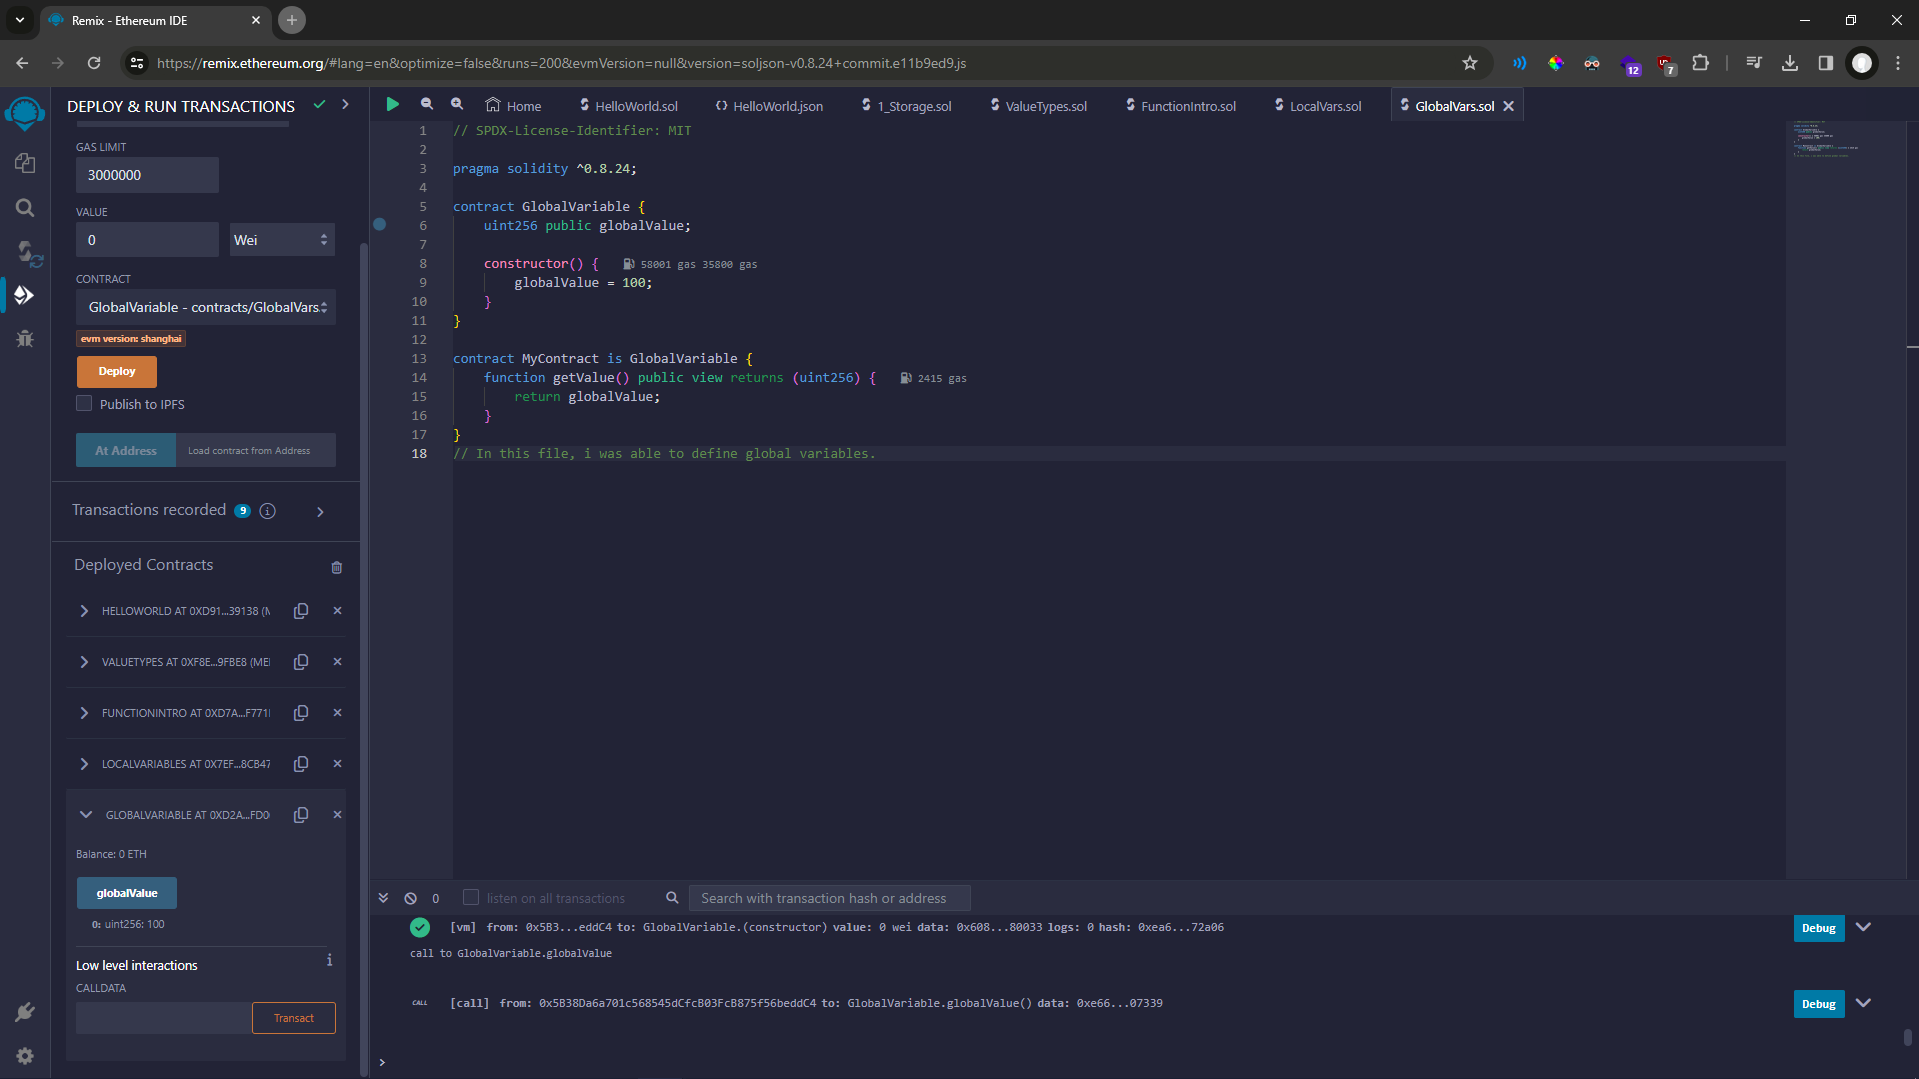 Remix - Ethereum IDE
https://remix.ethereum.org/#lang=en&optimize=false&runs=200&evmVersion=null&version=soljson-v0.8.24+commit.e11b9ed9.js
12
7
DEPLOY & RUN TRANSACTIONS
GAS LIMIT
3000000
VALUE
0 Wei
CONTRACT
GlobalVariable - contracts/GlobalVars.
evm version: shanghai
Deploy
Publish to IPFS
At Address Load contract from Address
Transactions recorded 9
Deployed Contracts
HELLOWORLD AT 0XD91...39138 (M
VALUETYPES AT 0XF8E...9FBE8 (MEI
FUNCTIONINTRO AT 0XD7A...F771
LOCALVARIABLES AT 0X7EF...8CB47
GLOBALVARIABLE AT 0XD2A...FD0
Balance: 0 ETH
globalValue
0: uint256: 100
Low level interactions
CALLDATA
Transact
Home HelloWorld.sol HelloWorld.json 1_Storage.sol ValueTypes.sol FunctionIntro.sol LocalVars.sol GlobalVars.sol
1 // SPDX-License-Identifier: MIT
2
3 pragma solidity ^0.8.24;
4
5 contract GlobalVariable {
6 uint256 public globalValue;
7
8 constructor() { 58001 gas 35800 gas
9 globalValue = 100;
10 }
11 }
12
13 contract MyContract is GlobalVariable {
14 function getValue() public view returns (uint256) { 2415 gas
15 return globalValue;
16 }
17 }
18 // In this file, i was able to define global variables.
0 listen on all transactions Search with transaction hash or address
[vm] from: 0x5B3...eddC4 to: GlobalVariable.(constructor) value: 0 wei data: 0x608...80033 logs: 0 hash: 0xea6...72a06 Debug
call to GlobalVariable.globalValue
CALL [call] from: 0x5B38Da6a701c568545dCfcB03FcB875f56beddC4 to: GlobalVariable.globalValue() data: 0xe66...07339 Debug
>